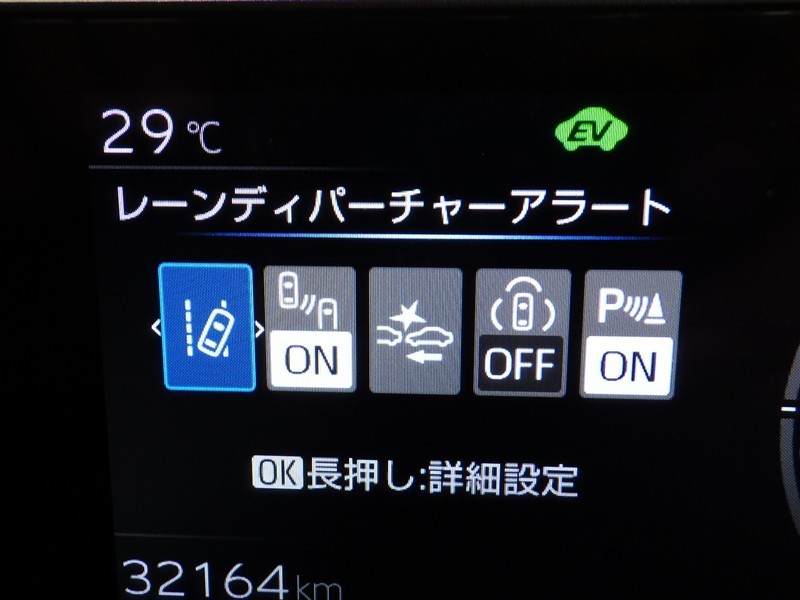 29℃ EV
レーンディパーチャーアラート
P
ON OFF ON
OK長押し:詳細設定
32164km